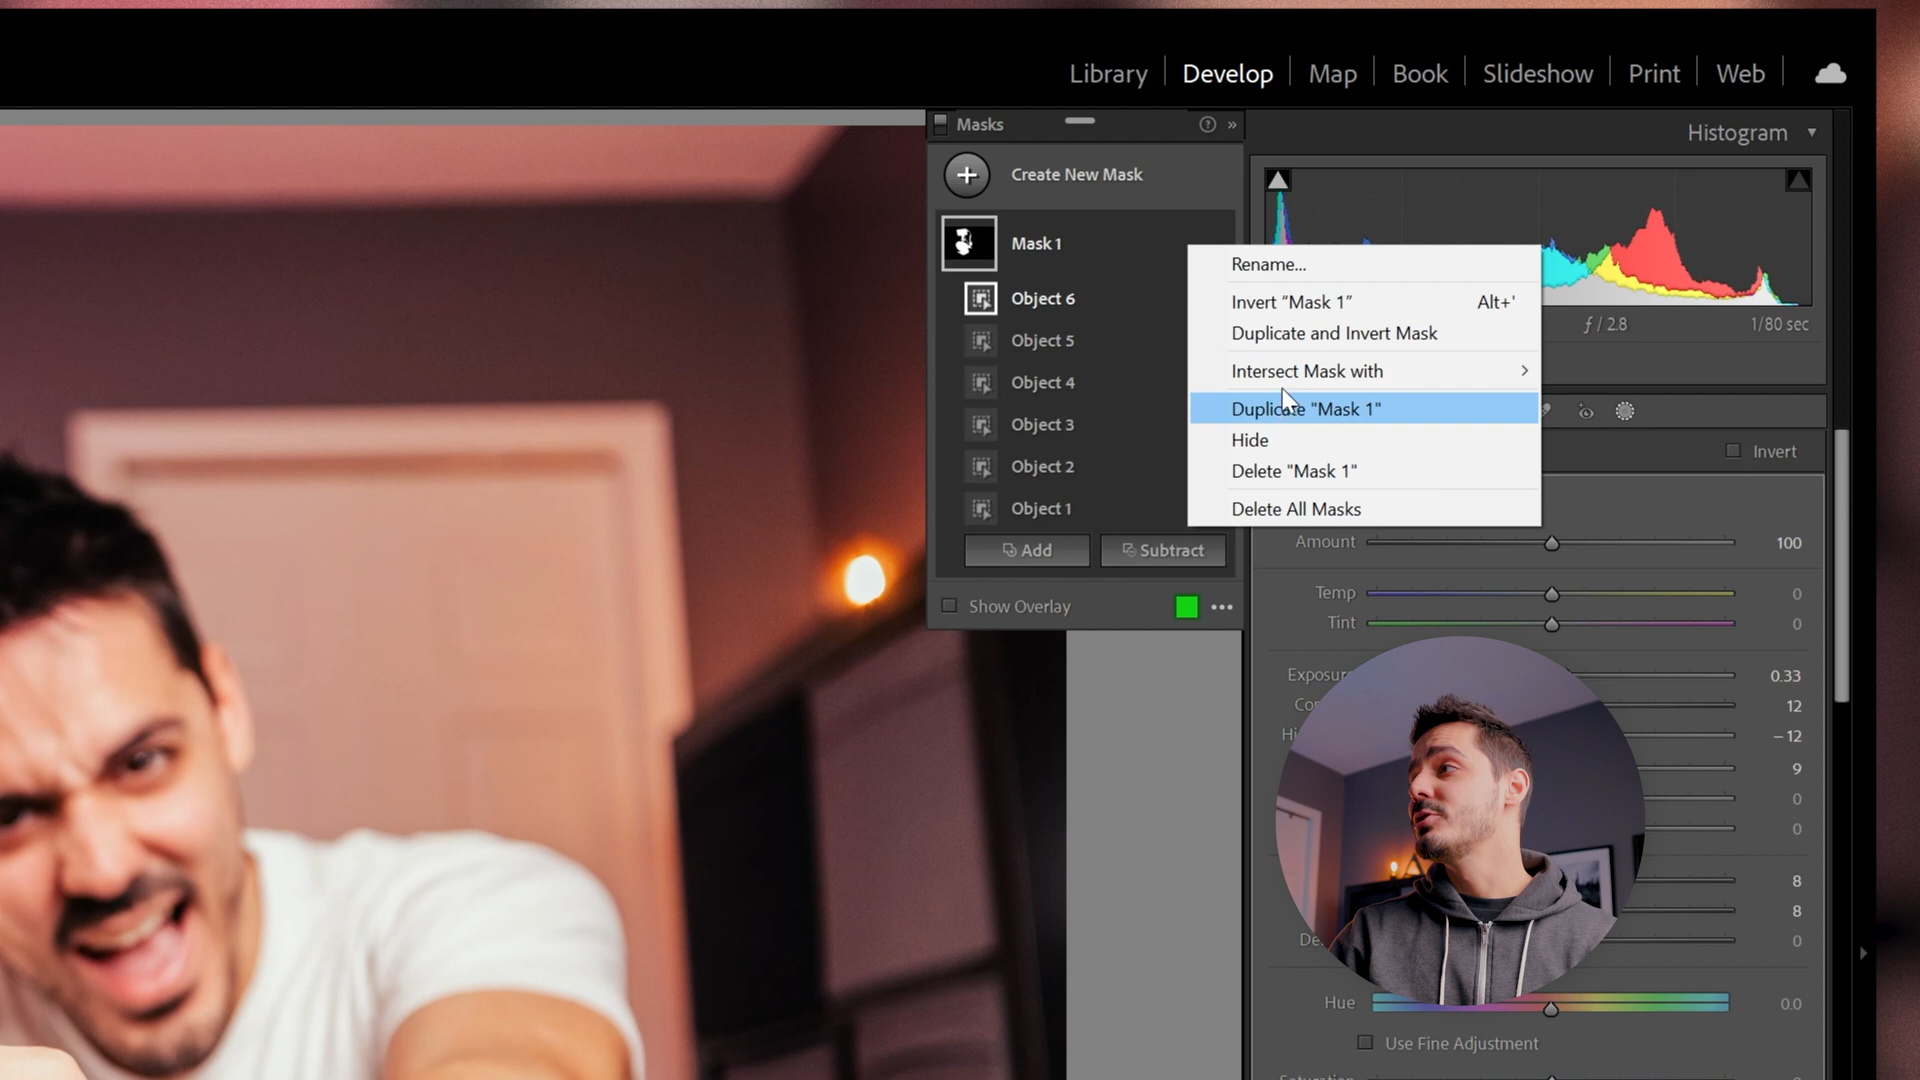 Library Develop Map Book Slideshow Print Web
Masks
Histogram
Create New Mask
Mask 1
Object 6
Object 5
Object 4
Object 3
Object 2
Object 1
Add Subtract
Show Overlay
Rename...
Invert “Mask 1” Alt+'
Duplicate and Invert Mask
Intersect Mask with
Duplicate "Mask 1"
Hide
Delete "Mask 1"
Delete All Masks
ƒ / 2.8 1/80 sec
Invert
Amount 100
Temp 0
Tint 0
Exposur 0.33
Co 12
Hi −12
9
0
0
8
8
De 0
Hue 0.0
Use Fine Adjustment